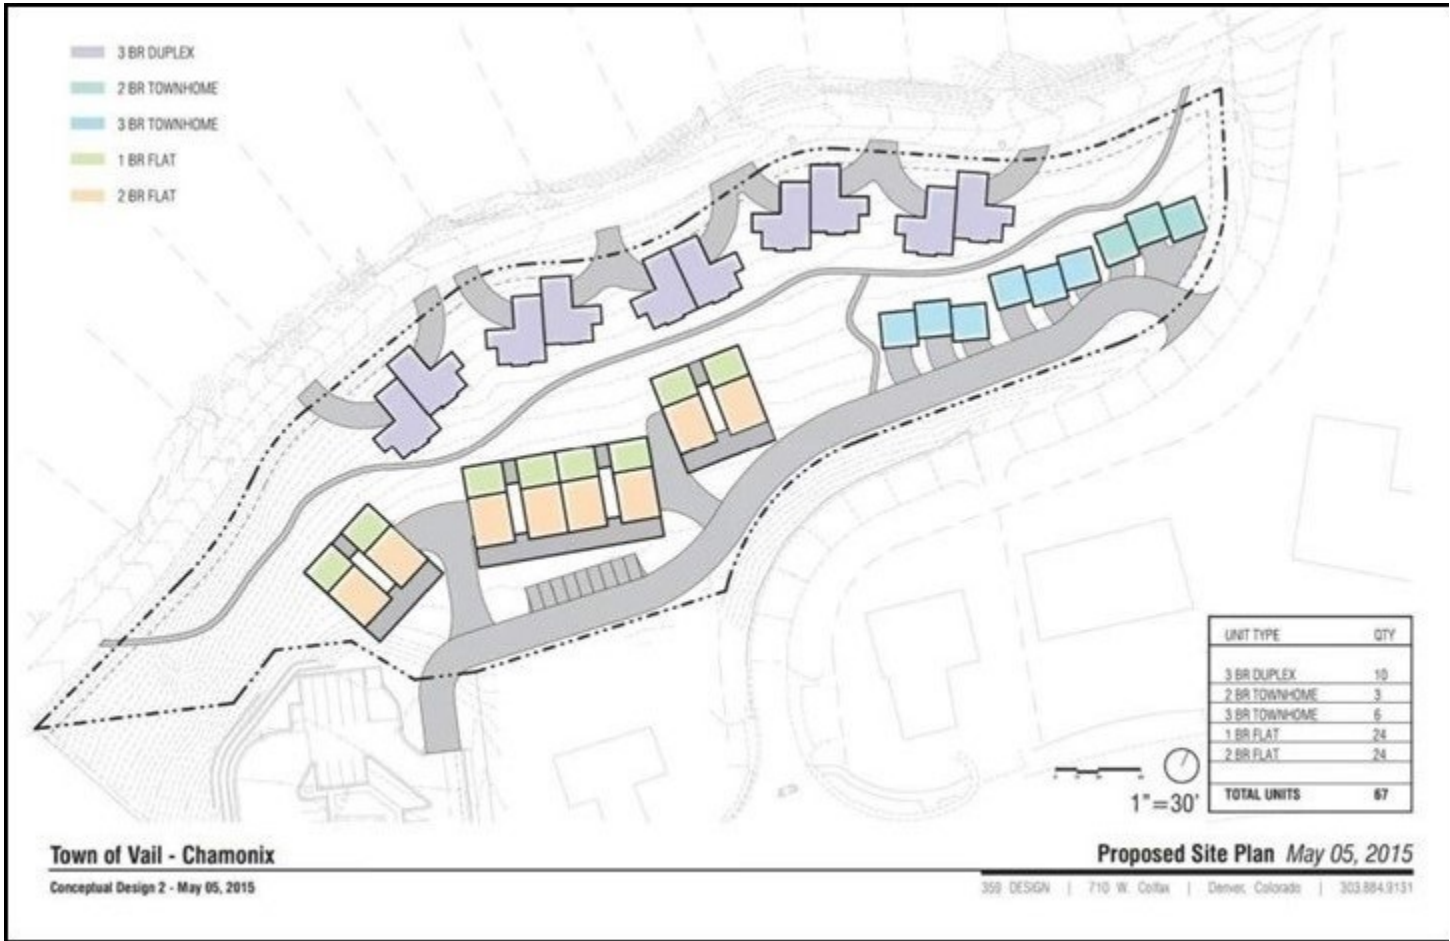 3 BR DUPLEX
2 BR TOWNHOME
3 BR TOWNHOME
1 BR FLAT
2 BR FLAT
UNIT TYPE QTY
3 BR DUPLEX 10
2 BR TOWNHOME 3
3 BR TOWNHOME 6
1 BR FLAT 24
2 BR FLAT 24
TOTAL UNITS 67
1"=30'
Town of Vail - Chamonix
Proposed Site Plan May 05, 2015
Conceptual Design 2 - May 05, 2015
359 DESIGN | 710 W. Colfax | Denver, Colorado | 303.884.9131